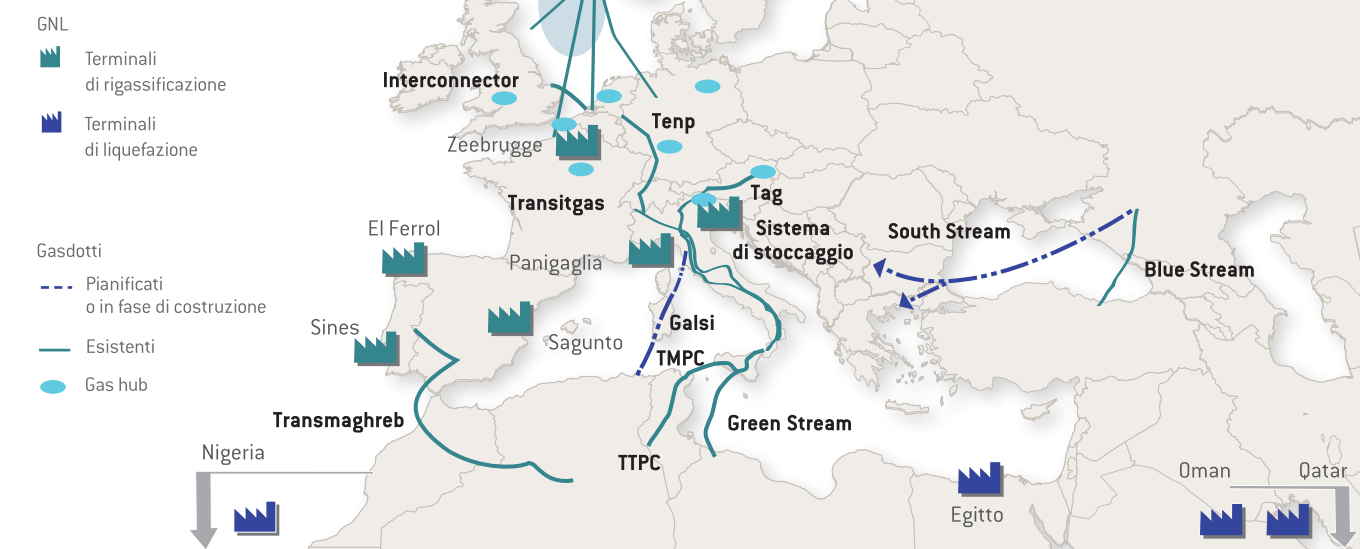 GNL
Terminali
di rigassificazione
Terminali
di liquefazione
Gasdotti
Pianificati
o in fase di costruzione
Esistenti
Gas hub
Interconnector
Zeebrugge
Tenp
Transitgas
Tag
Sistema
di stoccaggio
El Ferrol
Panigaglia
South Stream
Blue Stream
Sines
Sagunto
Galsi
TMPC
Transmaghreb
Green Stream
TTPC
Nigeria
Egitto
Oman
Qatar